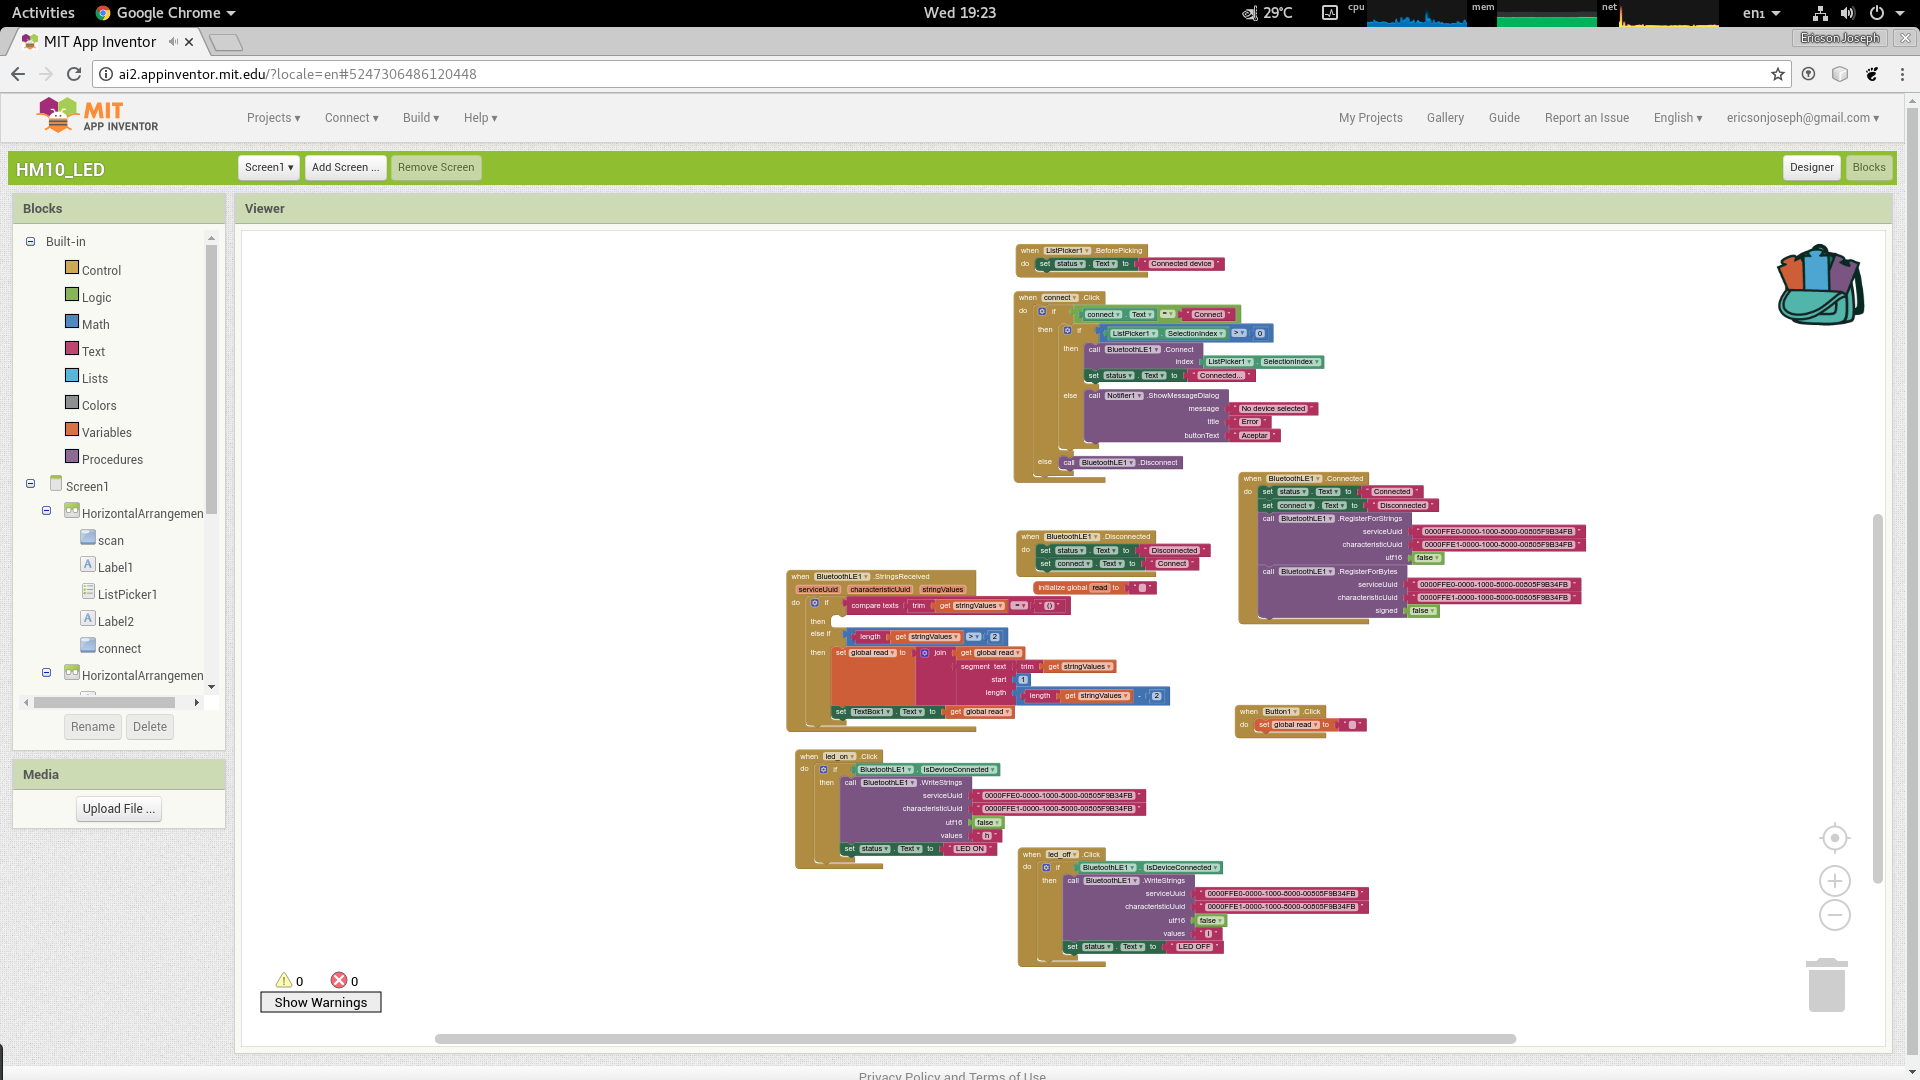 Activities
Google Chrome
Wed 19:23
29°C
cpu
mem
net
en1
MIT App Inventor
Ericson Joseph
ai2.appinventor.mit.edu/?locale=en#5247306486120448
MIT
APP INVENTOR
Projects
Connect
Build
Help
My Projects
Gallery
Guide
Report an Issue
English
ericsonjoseph@gmail.com
HM10_LED
Screen1
Add Screen ...
Remove Screen
Designer
Blocks
Blocks
Viewer
Built-in
Control
Logic
Math
Text
Lists
Colors
Variables
Procedures
Screen1
HorizontalArrangemen
scan
Label1
ListPicker1
Label2
connect
HorizontalArrangemen
Rename
Delete
Media
Upload File ...
when ListPicker1 .BeforePicking
do set status . Text to " Connected device "
when connect .Click
do if connect . Text = " Connect "
then if ListPicker1 . SelectionIndex > 0
then call BluetoothLE1 .Connect
index ListPicker1 . SelectionIndex
set status . Text to " Connected... "
else call Notifier1 .ShowMessageDialog
message " No device selected "
title " Error "
buttonText " Aceptar "
else call BluetoothLE1 .Disconnect
when BluetoothLE1 .Connected
do set status . Text to " Connected "
set connect . Text to " Disconnected "
call BluetoothLE1 .RegisterForStrings
serviceUuid " 0000FFE0-0000-1000-8000-00805F9B34FB "
characteristicUuid " 0000FFE1-0000-1000-8000-00805F9B34FB "
utf16 false
call BluetoothLE1 .RegisterForBytes
serviceUuid " 0000FFE0-0000-1000-8000-00805F9B34FB "
characteristicUuid " 0000FFE1-0000-1000-8000-00805F9B34FB "
signed false
when BluetoothLE1 .Disconnected
do set status . Text to " Disconnected "
set connect . Text to " Connect "
initialize global read to " "
when BluetoothLE1 .StringsReceived
serviceUuid characteristicUuid stringValues
do if compare texts trim get stringValues = " () "
then
else if length get stringValues > 2
then set global read to join get global read
segment text trim get stringValues
start 1
length length get stringValues - 2
set TextBox1 . Text to get global read
when Button1 .Click
do set global read to " "
when led_on .Click
do if BluetoothLE1 . IsDeviceConnected
then call BluetoothLE1 .WriteStrings
serviceUuid " 0000FFE0-0000-1000-8000-00805F9B34FB "
characteristicUuid " 0000FFE1-0000-1000-8000-00805F9B34FB "
utf16 false
values " h "
set status . Text to " LED ON "
when led_off .Click
do if BluetoothLE1 . IsDeviceConnected
then call BluetoothLE1 .WriteStrings
serviceUuid " 0000FFE0-0000-1000-8000-00805F9B34FB "
characteristicUuid " 0000FFE1-0000-1000-8000-00805F9B34FB "
utf16 false
values " l "
set status . Text to " LED OFF "
0 0
Show Warnings
Privacy Policy and Terms of Use